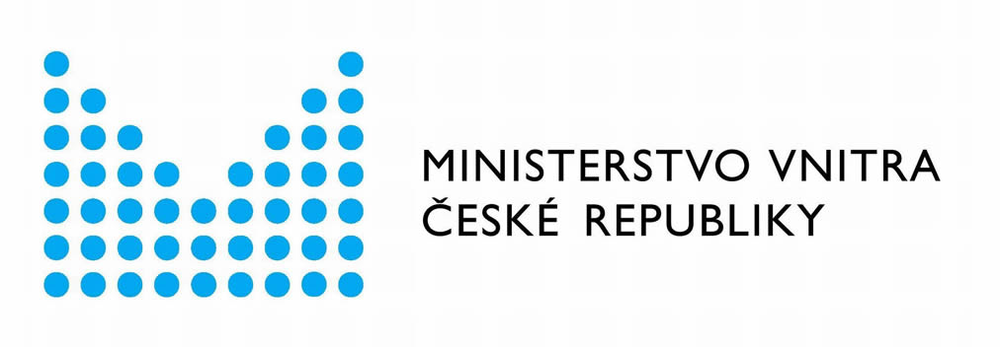 MINISTERSTVO VNITRA
ČESKÉ REPUBLIKY